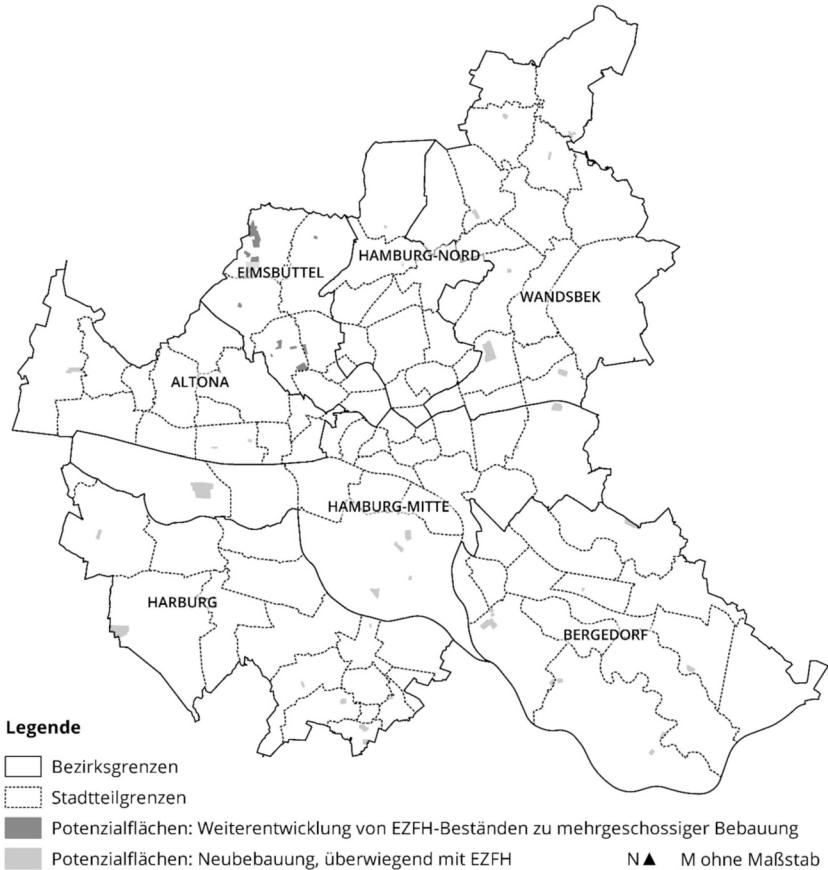 HAMBURG-NORD
EIMSBÜTTEL
WANDSBEK
ALTONA
HAMBURG-MITTE
HARBURG
BERGEDORF
Legende
Bezirksgrenzen
Stadtteilgrenzen
Potenzialflächen: Weiterentwicklung von EZFH-Beständen zu mehrgeschossiger Bebauung
Potenzialflächen: Neubebauung, überwiegend mit EZFH N▲ M ohne Maßstab